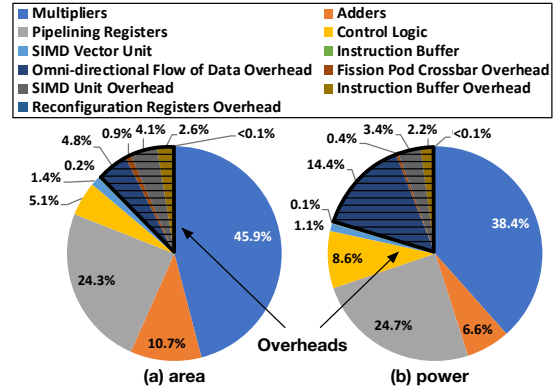 Multipliers Adders
Pipelining Registers Control Logic
SIMD Vector Unit Instruction Buffer
Omni-directional Flow of Data Overhead Fission Pod Crossbar Overhead
SIMD Unit Overhead Instruction Buffer Overhead
Reconfiguration Registers Overhead
0.9% 4.1% 2.6% <0.1%
4.8%
0.2%
1.4%
5.1%
45.9%
24.3%
10.7%
(a) area
3.4% 2.2% <0.1%
0.4%
14.4%
0.1%
1.1%
38.4%
8.6%
24.7%
6.6%
Overheads
(b) power